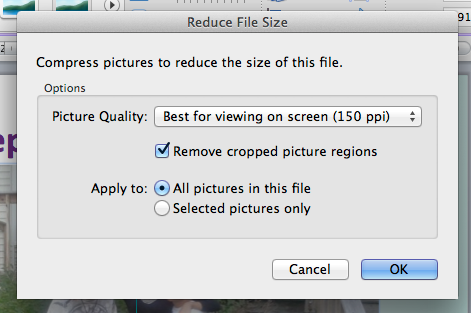 Reduce File Size
Compress pictures to reduce the size of this file.
Options
Picture Quality: Best for viewing on screen (150 ppi)
Remove cropped picture regions
Apply to: All pictures in this file
Selected pictures only
Cancel OK